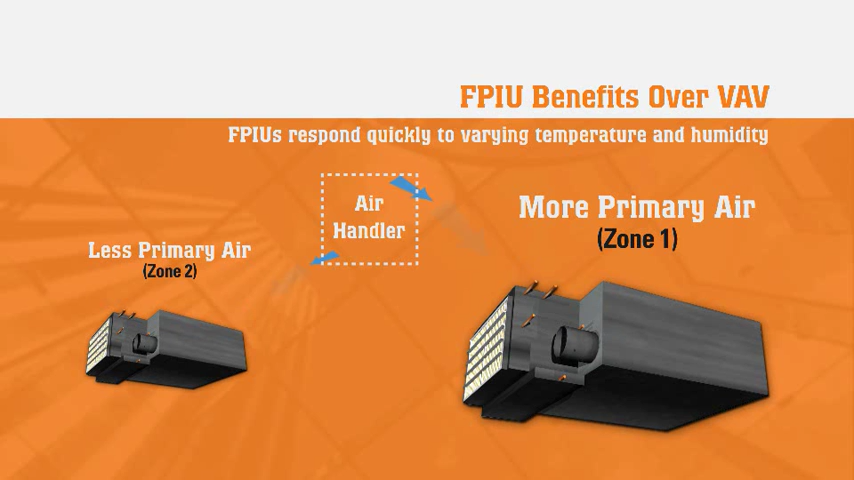 FPIU Benefits Over VAV
FPIUs respond quickly to varying temperature and humidity
Air
Handler
More Primary Air
(Zone 1)
Less Primary Air
(Zone 2)